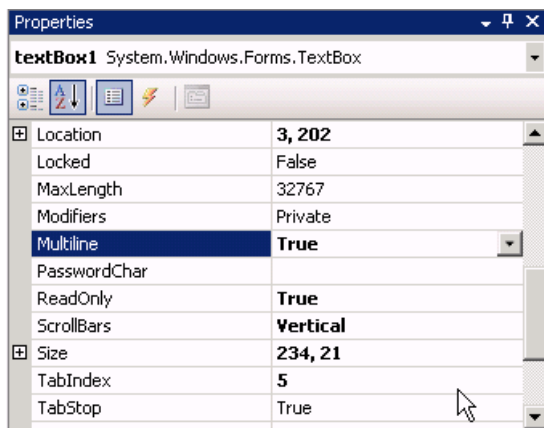 Properties
textBox1 System.Windows.Forms.TextBox
Location 3, 202
Locked False
MaxLength 32767
Modifiers Private
Multiline True
PasswordChar
ReadOnly True
ScrollBars Vertical
Size 234, 21
TabIndex 5
TabStop True